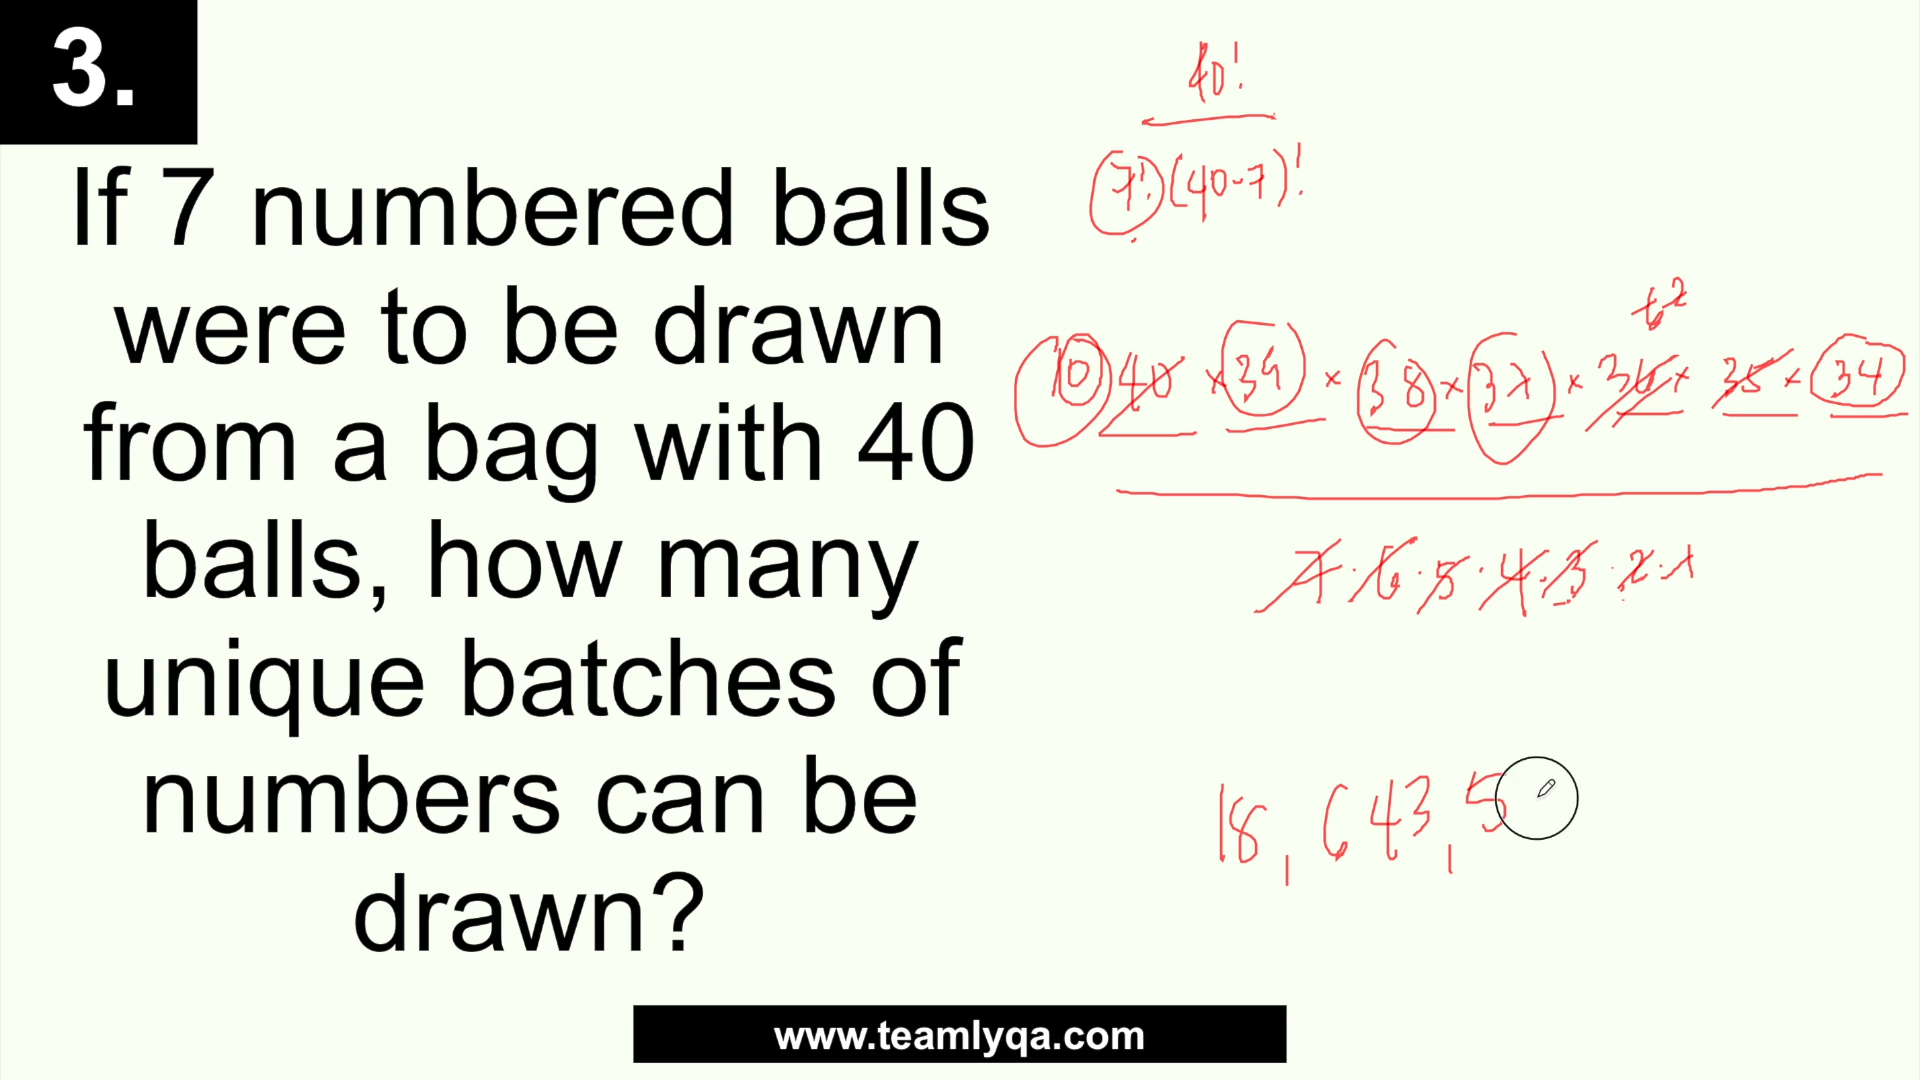 3.
If 7 numbered balls
were to be drawn
from a bag with 40
balls, how many
unique batches of
numbers can be
drawn?
40!
7! (40-7)!
6 2
10 40 × 39 × 38 × 37 × 36 × 35 × 34
7 · 6 · 5 · 4 · 3 · 2 · 1
18,643,5
www.teamlyqa.com